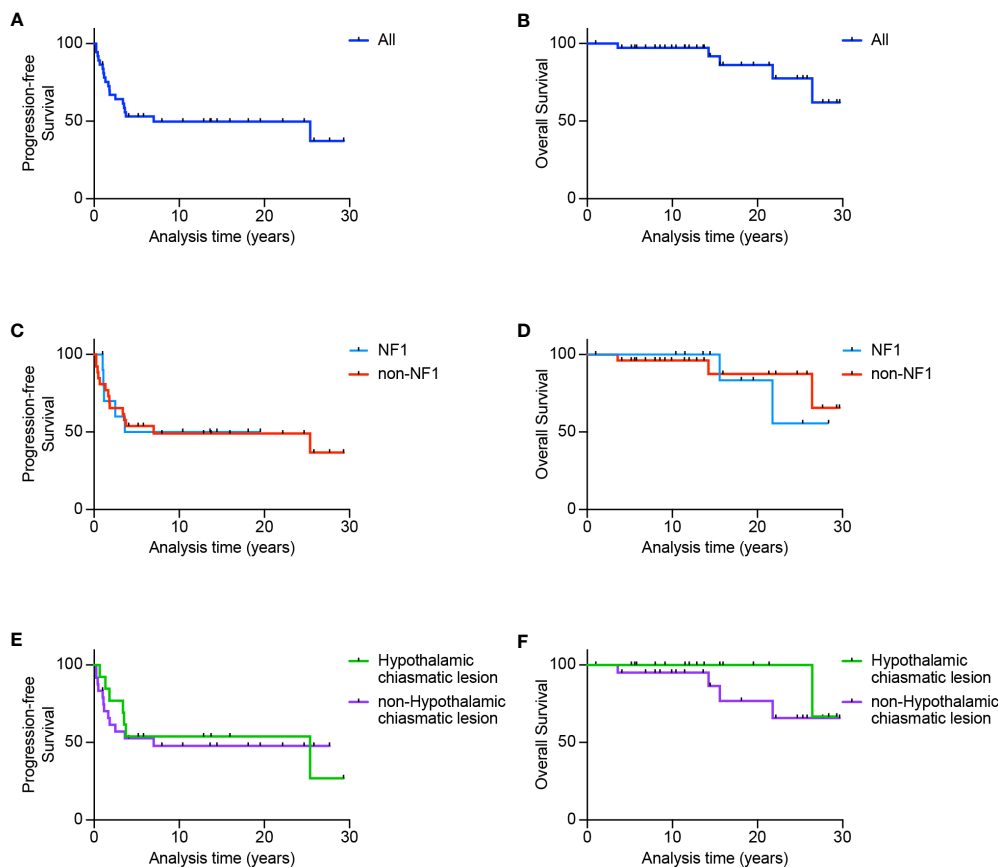 A
100
50
0
Progression-free
Survival
0 10 20 30
Analysis time (years)
All
B
100
50
0
Overall Survival
0 10 20 30
Analysis time (years)
All
C
100
50
0
Progression-free
Survival
0 10 20 30
Analysis time (years)
NF1
non-NF1
D
100
50
0
Overall Survival
0 10 20 30
Analysis time (years)
NF1
non-NF1
E
100
50
0
Progression-free
Survival
0 10 20 30
Analysis time (years)
Hypothalamic
chiasmatic lesion
non-Hypothalamic
chiasmatic lesion
F
100
50
0
Overall Survival
0 10 20 30
Analysis time (years)
Hypothalamic
chiasmatic lesion
non-Hypothalamic
chiasmatic lesion